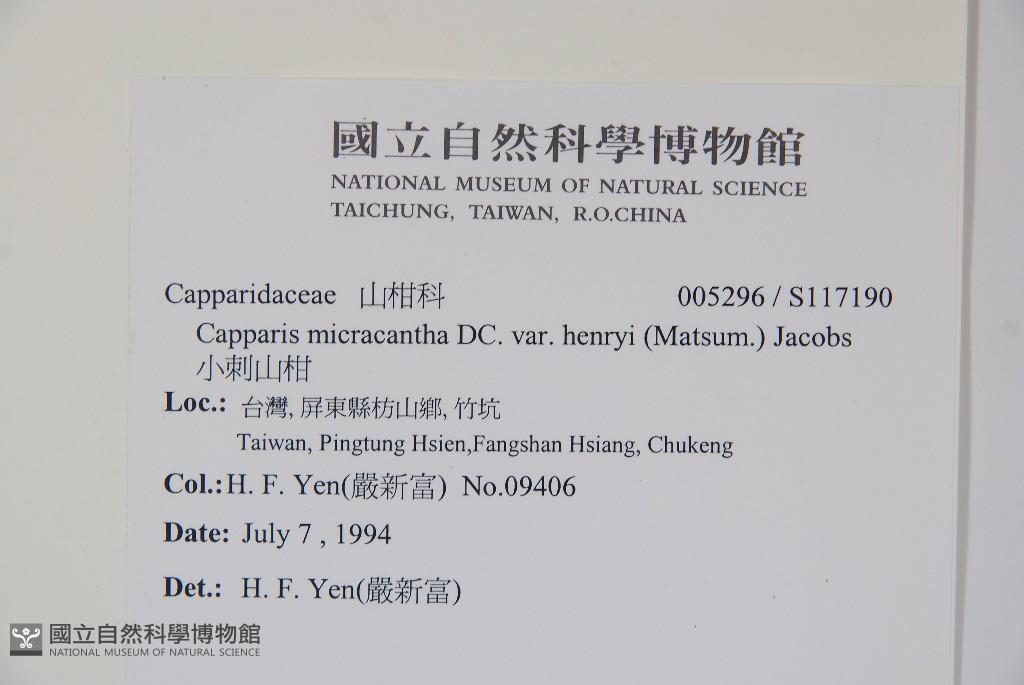 國立自然科學博物館
NATIONAL MUSEUM OF NATURAL SCIENCE
TAICHUNG, TAIWAN, R.O.CHINA
Capparidaceae 山柑科 005296 / S117190
Capparis micracantha DC. var. henryi (Matsum.) Jacobs
小刺山柑
Loc.: 台灣, 屏東縣枋山鄉, 竹坑
Taiwan, Pingtung Hsien,Fangshan Hsiang, Chukeng
Col.:H. F. Yen(嚴新富) No.09406
Date: July 7 , 1994
Det.: H. F. Yen(嚴新富)
國立自然科學博物館
NATIONAL MUSEUM OF NATURAL SCIENCE